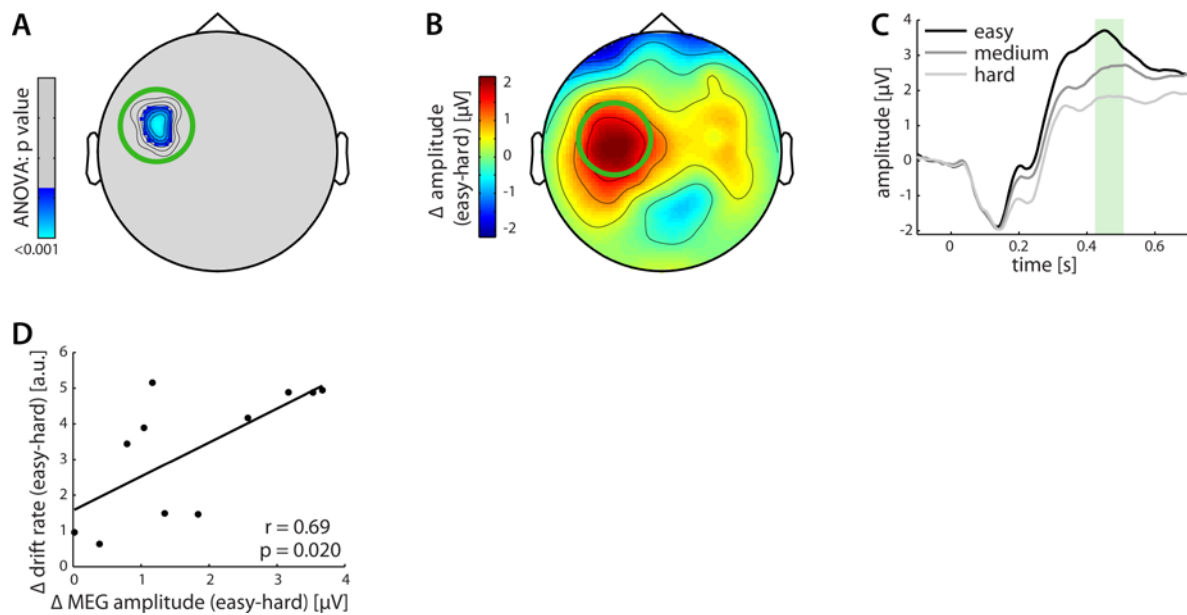 A
ANOVA: p value
<0.001
B
Δ amplitude
(easy-hard) [µV]
2
1
0
-1
-2
C
easy
medium
hard
amplitude [µV]
4
3
2
1
0
-1
-2
0
0.2
0.4
0.6
time [s]
D
Δ drift rate (easy-hard) [a.u.]
6
5
4
3
2
1
0
r = 0.69
p = 0.020
0
1
2
3
4
Δ MEG amplitude (easy-hard) [µV]